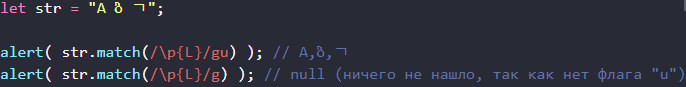 let str = "A ბ ㄱ";
alert( str.match(/\p{L}/gu) ); // A,ბ,ㄱ
alert( str.match(/\p{L}/g) ); // null (ничего не нашло, так как нет флага "u")